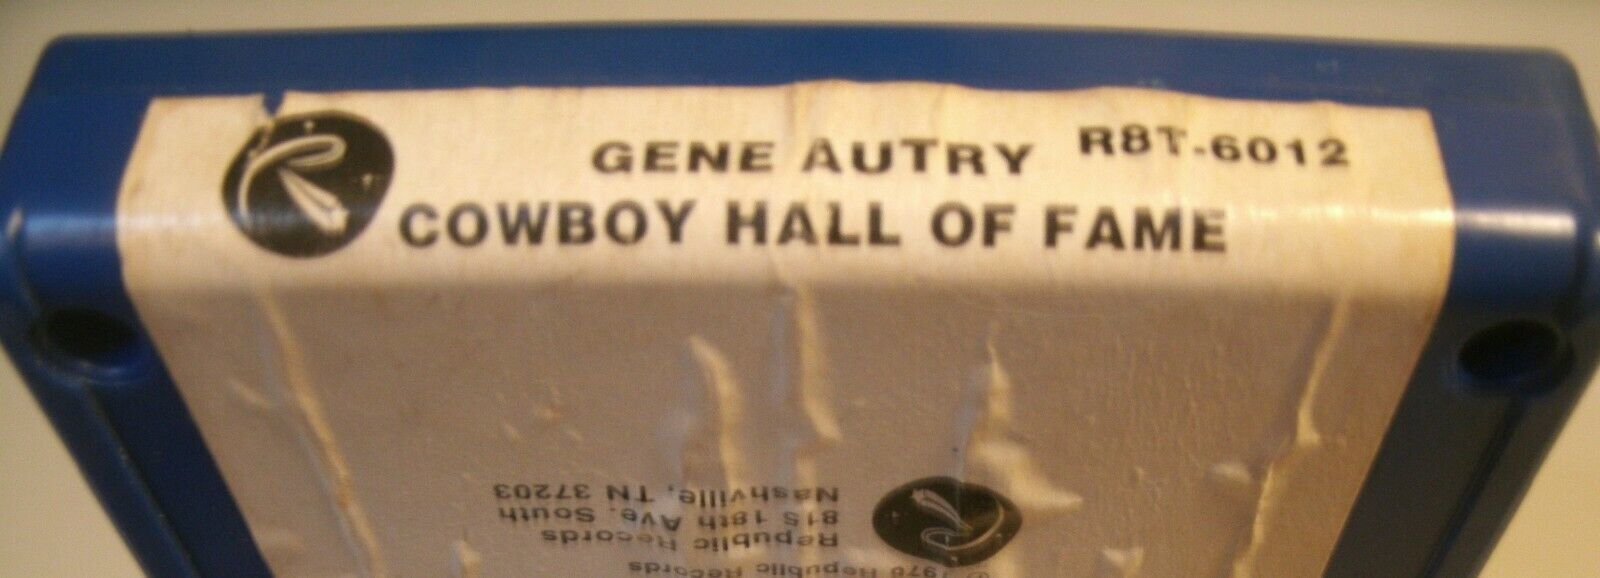 GENE AUTRY R8T-6012
COWBOY HALL OF FAME
Nashville, TN 37203
815 18th Ave. South
Republic Records
Republic Records